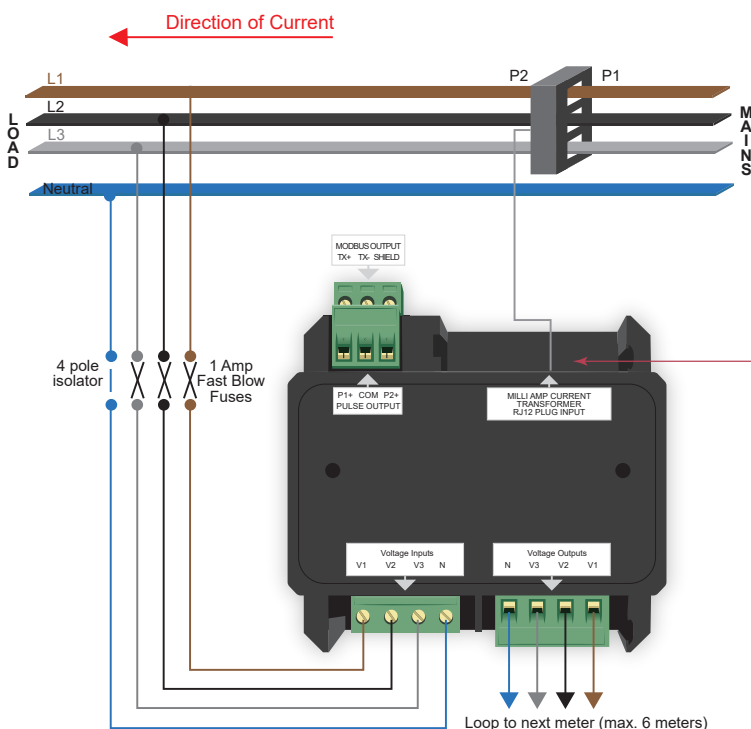 Direction of Current
P2
P1
L1
L2
L3
Neutral
LOAD
MAINS
MODBUS OUTPUT
TX+ TX- SHIELD
4 pole
isolator
1 Amp
Fast Blow
Fuses
P1+ COM P2+
PULSE OUTPUT
MILLI AMP CURRENT
TRANSFORMER
RJ12 PLUG INPUT
Voltage Inputs
V1 V2 V3 N
Voltage Outputs
N V3 V2 V1
Loop to next meter (max. 6 meters)